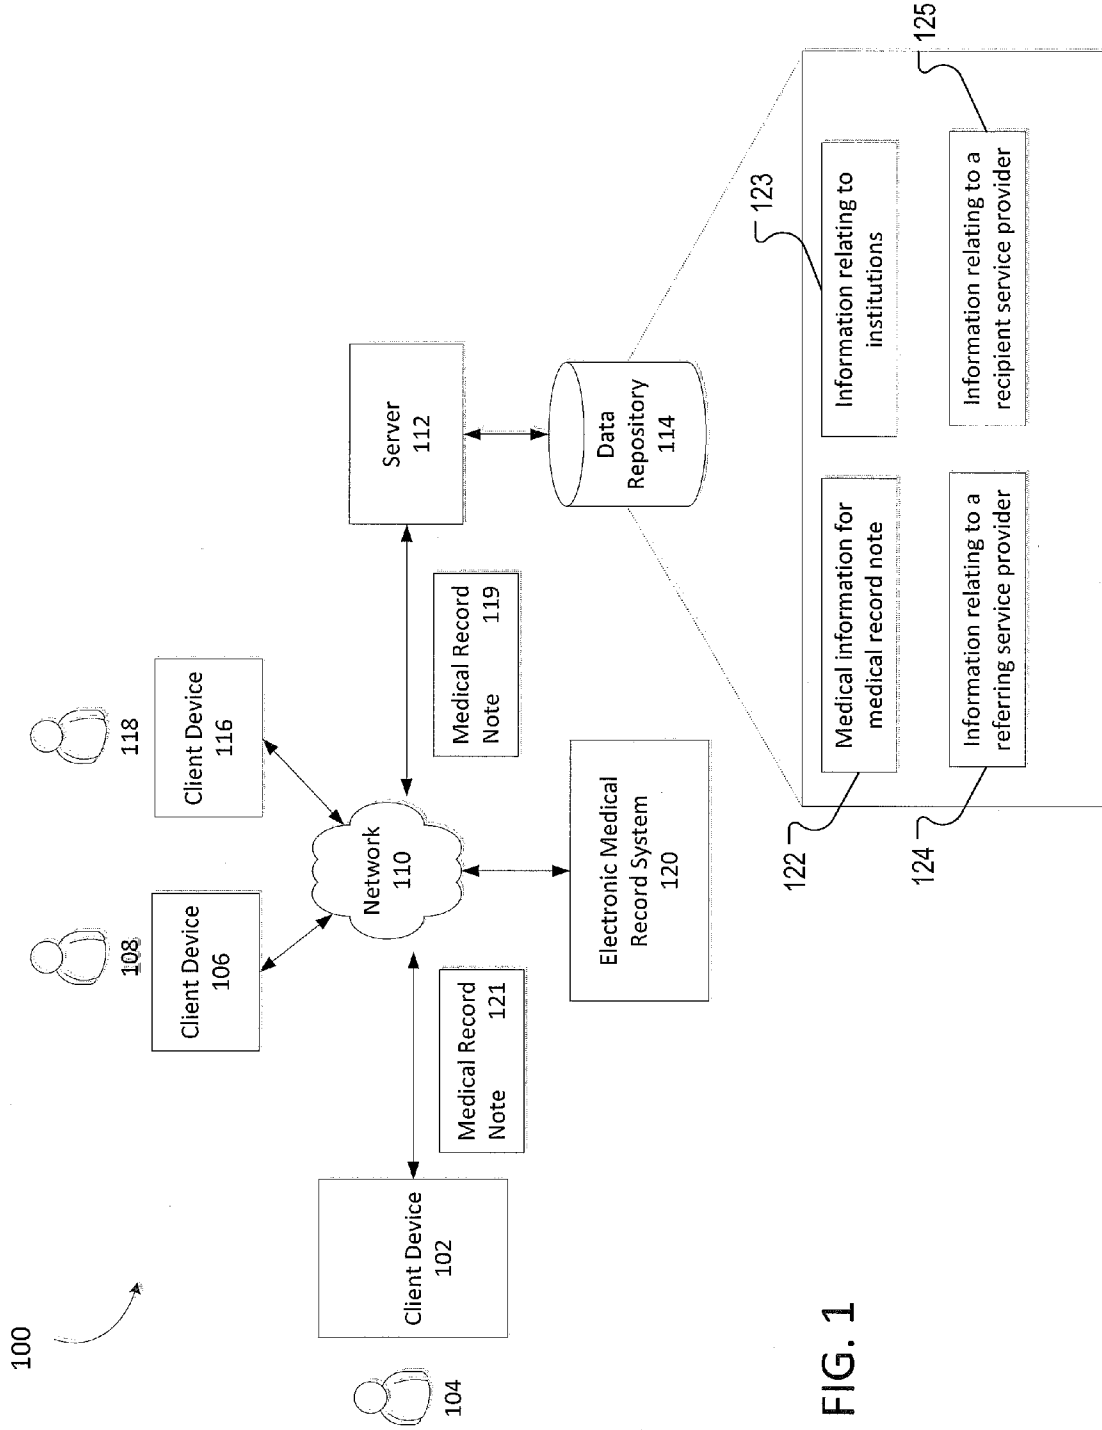 100
118
108
Client Device
116
Client Device
106
Server
112
Network
110
Medical Record
Note 119
Client Device
102
104
Medical Record
Note 121
Data
Repository
114
Electronic Medical
Record System
120
123
125
122
124
Medical information for
medical record note
Information relating to
institutions
Information relating to a
referring service provider
Information relating to a
recipient service provider
FIG. 1